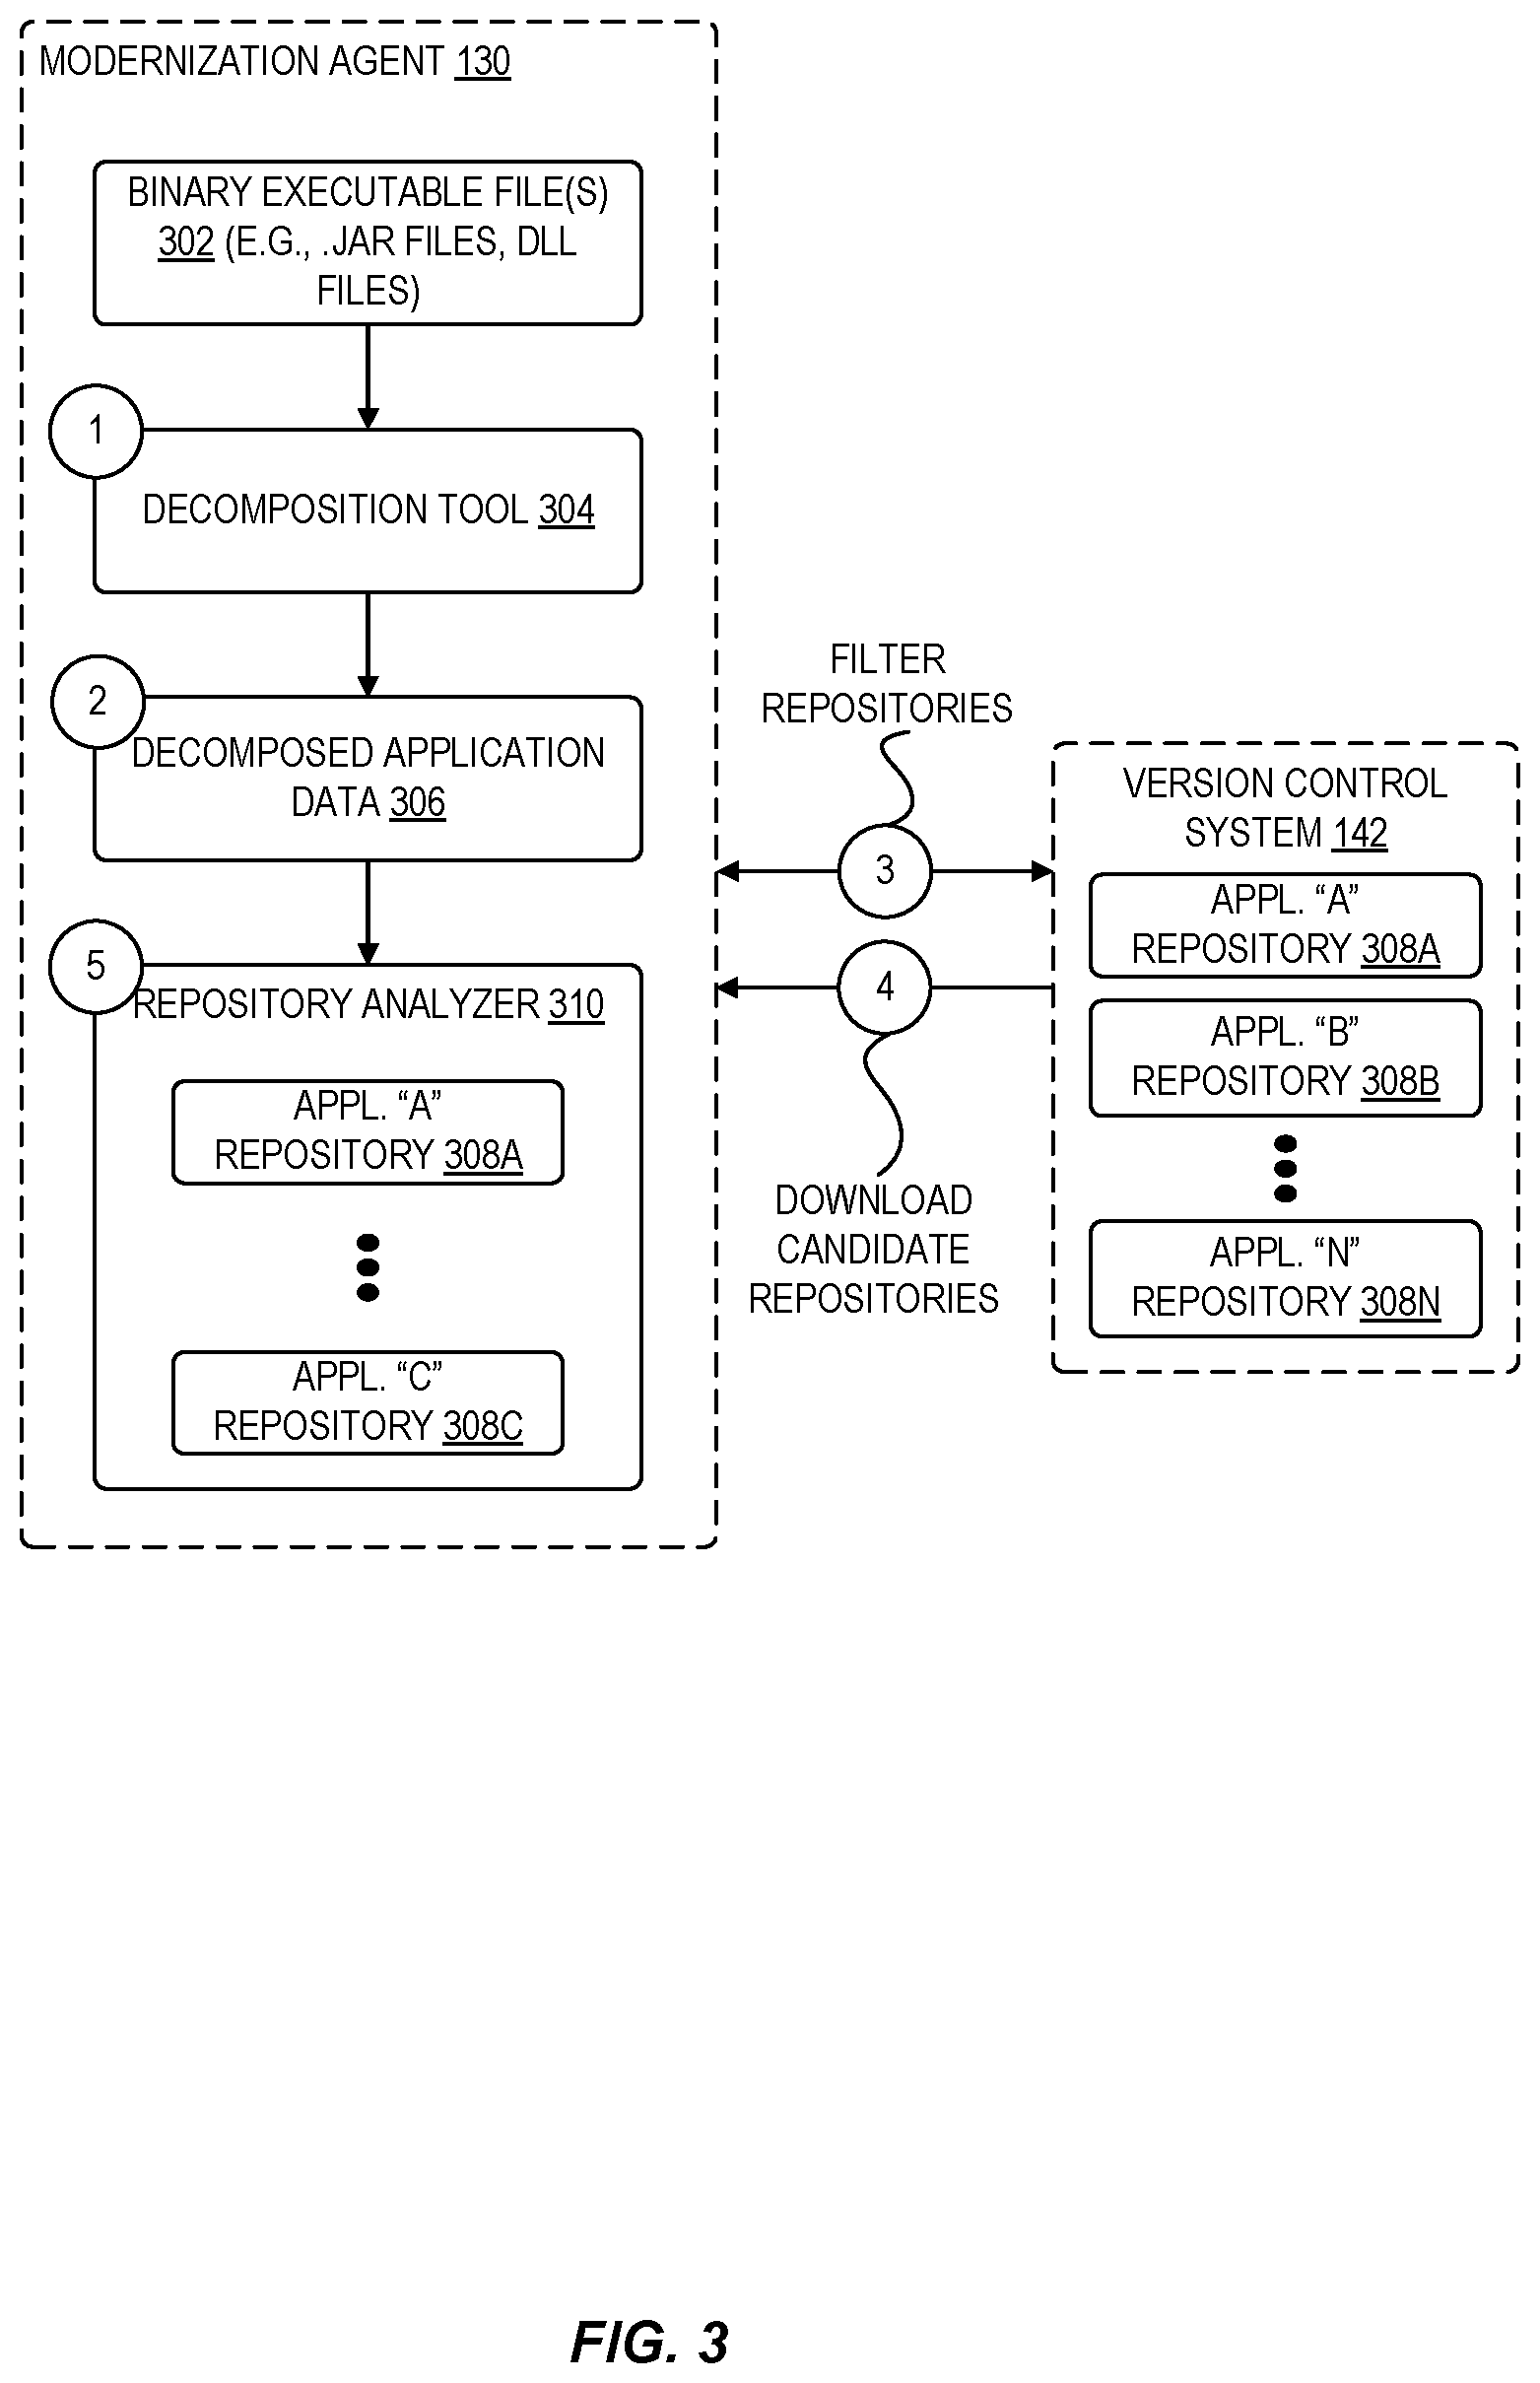 MODERNIZATION AGENT 130
BINARY EXECUTABLE FILE(S)
302 (E.G., .JAR FILES, DLL
FILES)
1
DECOMPOSITION TOOL 304
2
DECOMPOSED APPLICATION
DATA 306
5
REPOSITORY ANALYZER 310
APPL. “A”
REPOSITORY 308A
APPL. “C”
REPOSITORY 308C
FILTER
REPOSITORIES
3
4
DOWNLOAD
CANDIDATE
REPOSITORIES
VERSION CONTROL
SYSTEM 142
APPL. “A”
REPOSITORY 308A
APPL. “B”
REPOSITORY 308B
APPL. “N”
REPOSITORY 308N
FIG. 3